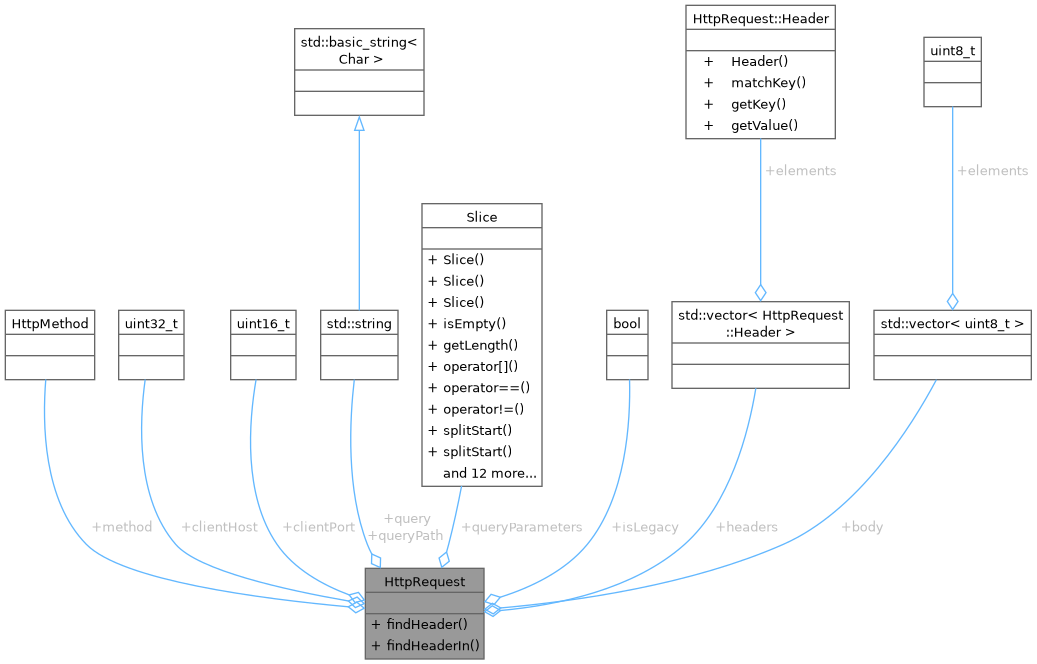 HttpRequest::Header
+ Header()
+ matchKey()
+ getKey()
+ getValue()
std::basic_string<
Char >
uint8_t
+elements
+elements
Slice
+ Slice()
+ Slice()
+ Slice()
+ isEmpty()
+ getLength()
+ operator[]()
+ operator==()
+ operator!=()
+ splitStart()
+ splitStart()
and 12 more...
HttpMethod
uint32_t
uint16_t
std::string
bool
std::vector< HttpRequest
::Header >
std::vector< uint8_t >
+method
+clientHost
+clientPort
+query
+queryPath
+queryParameters
+isLegacy
+headers
+body
HttpRequest
+ findHeader()
+ findHeaderIn()